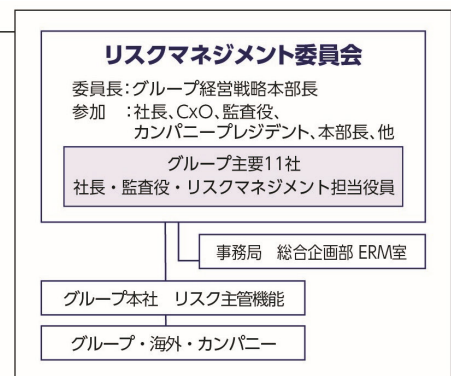 リスクマネジメント委員会
委員長：グループ経営戦略本部長
参加　：社長、CxO、監査役、
カンパニープレジデント、本部長、他
グループ主要11社
社長・監査役・リスクマネジメント担当役員
事務局　総合企画部 ERM室
グループ本社　リスク主管機能
グループ・海外・カンパニー